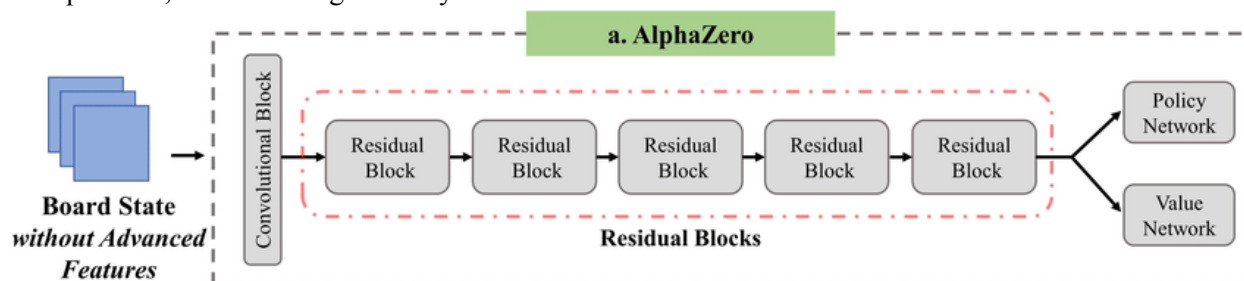 a. AlphaZero
Convolutional Block
Residual
Block
Residual
Block
Residual
Block
Residual
Block
Residual
Block
Policy
Network
Value
Network
Board State
without Advanced
Features
Residual Blocks